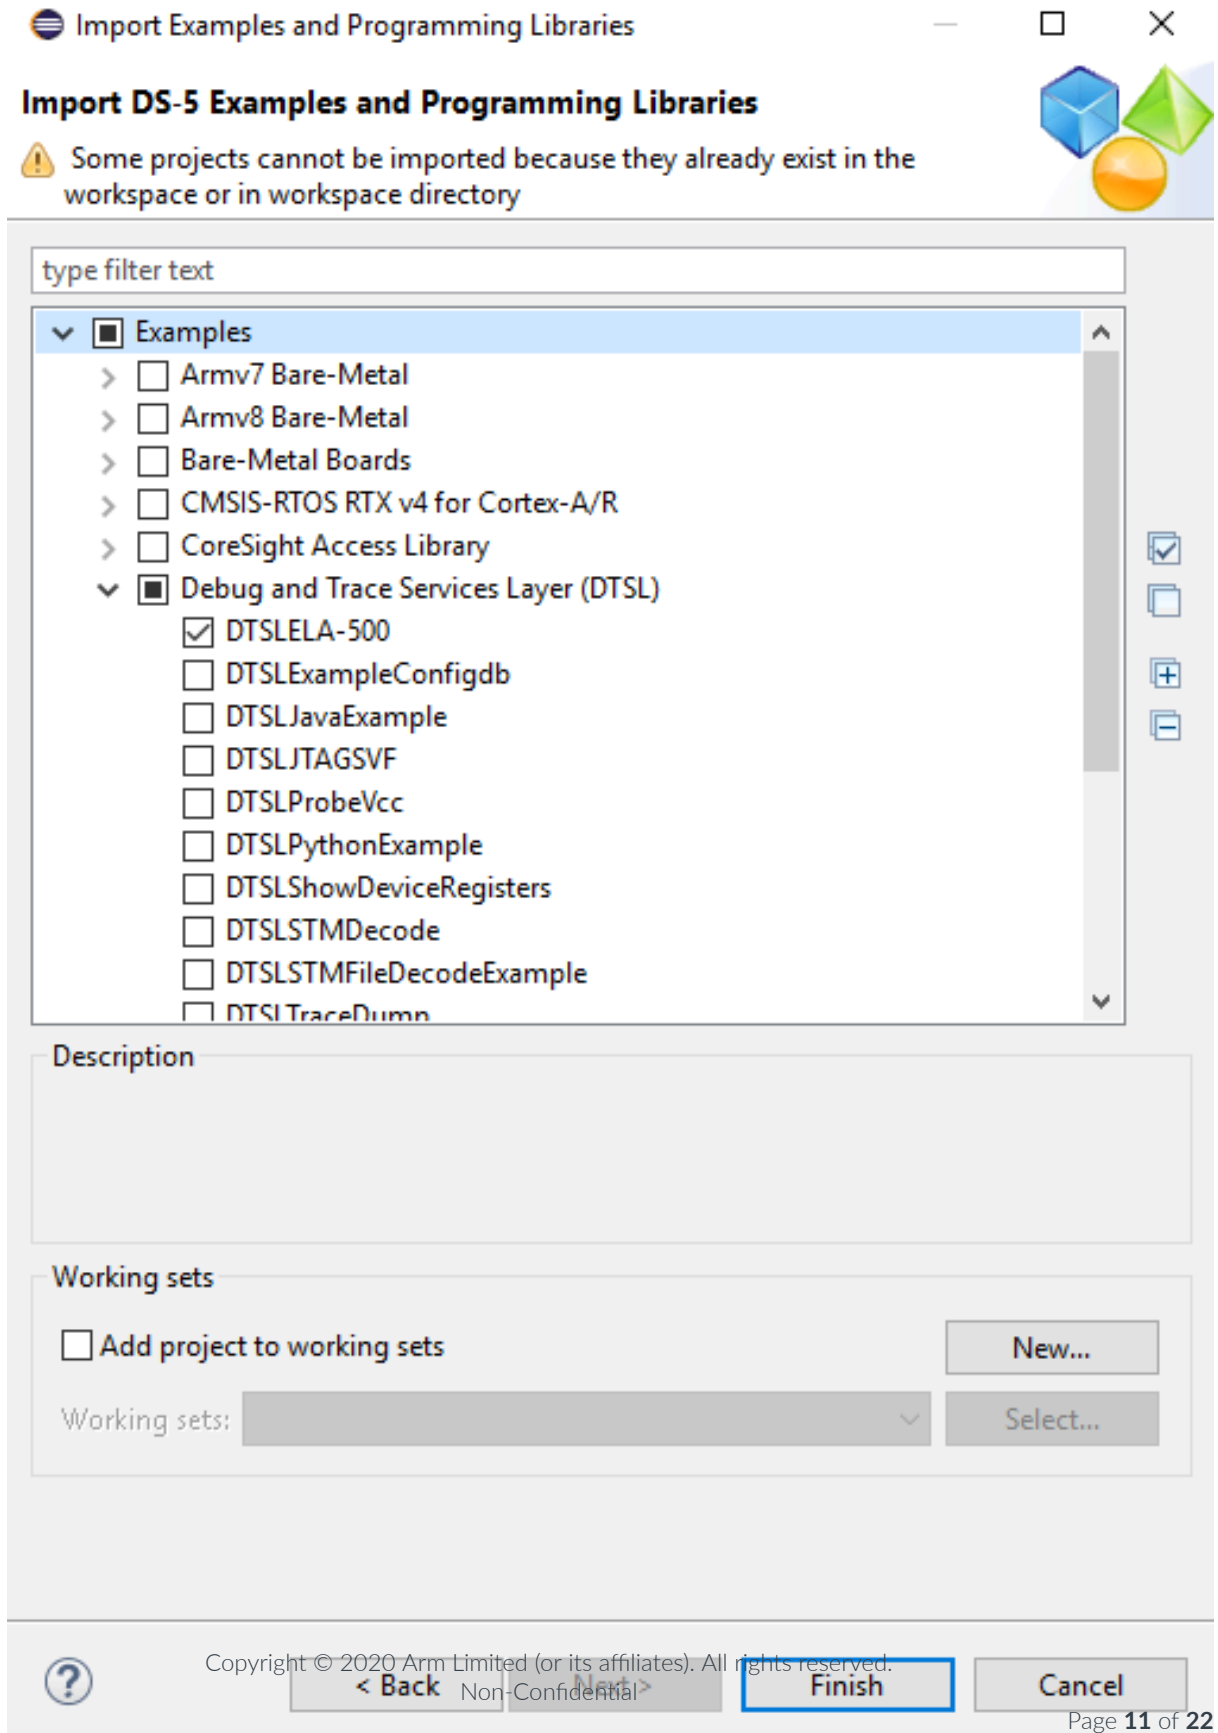 Import Examples and Programming Libraries
Import DS-5 Examples and Programming Libraries
Some projects cannot be imported because they already exist in the
workspace or in workspace directory
type filter text
Examples
Armv7 Bare-Metal
Armv8 Bare-Metal
Bare-Metal Boards
CMSIS-RTOS RTX v4 for Cortex-A/R
CoreSight Access Library
Debug and Trace Services Layer (DTSL)
DTSLELA-500
DTSLExampleConfigdb
DTSLJavaExample
DTSLJTAGSVF
DTSLProbeVcc
DTSLPythonExample
DTSLShowDeviceRegisters
DTSLSTMDecode
DTSLSTMFileDecodeExample
DTSLTraceDump
Description
Working sets
Add project to working sets
New...
Working sets:
Select...
Copyright © 2020 Arm Limited (or its affiliates). All rights reserved.
< Back
Next >
Finish
Cancel
Non-Confidential
Page 11 of 22